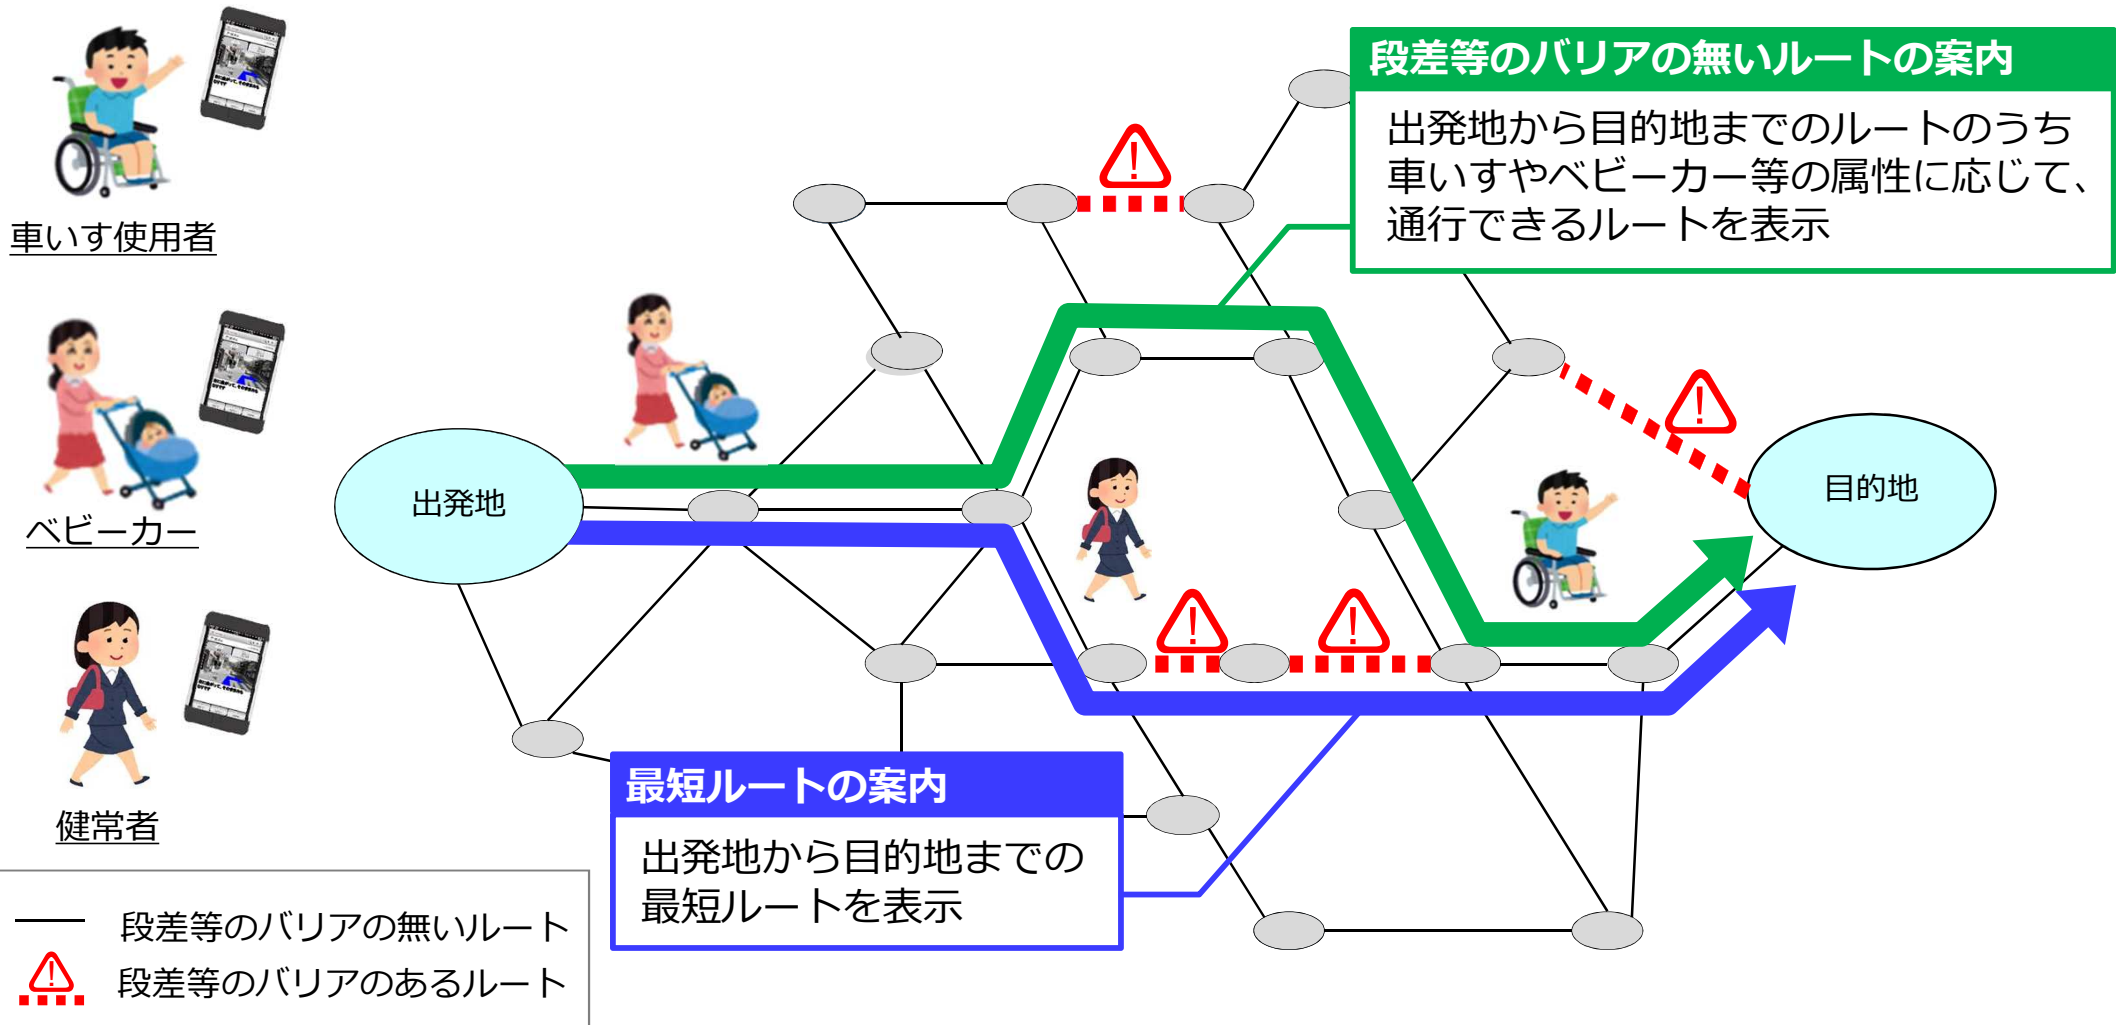 車いす使用者
ベビーカー
健常者
段差等のバリアの無いルートの案内
出発地から目的地までのルートのうち
車いすやベビーカー等の属性に応じて、
通行できるルートを表示
出発地
目的地
最短ルートの案内
出発地から目的地までの
最短ルートを表示
段差等のバリアの無いルート
段差等のバリアのあるルート